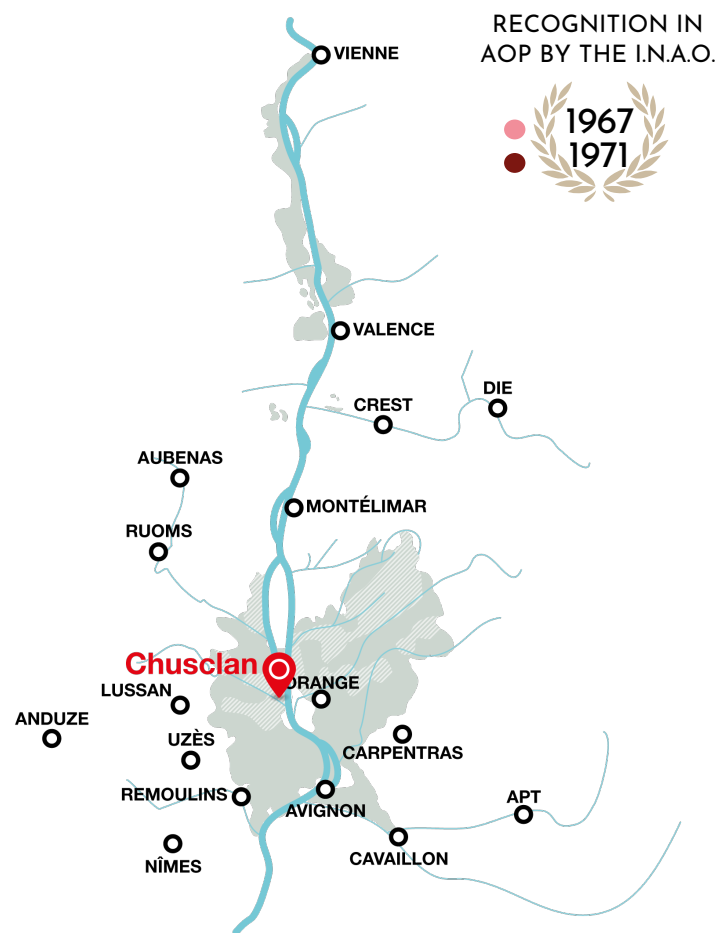 RECOGNITION IN
AOP BY THE I.N.A.O.
VIENNE
1967
1971
VALENCE
DIE
CREST
AUBENAS
MONTÉLIMAR
RUOMS
Chusclan
ORANGE
LUSSAN
ANDUZE
UZÈS
CARPENTRAS
REMOULINS
AVIGNON
APT
CAVAILLON
NÎMES